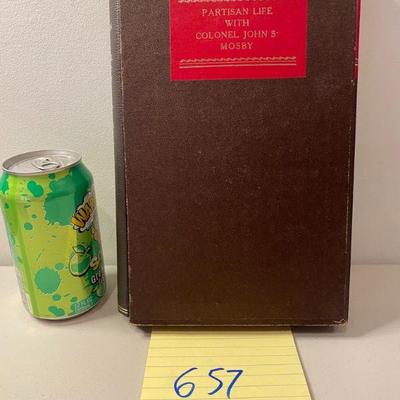 PARTISAN LIFE
WITH
COLONEL JOHN S.
MOSBY
657